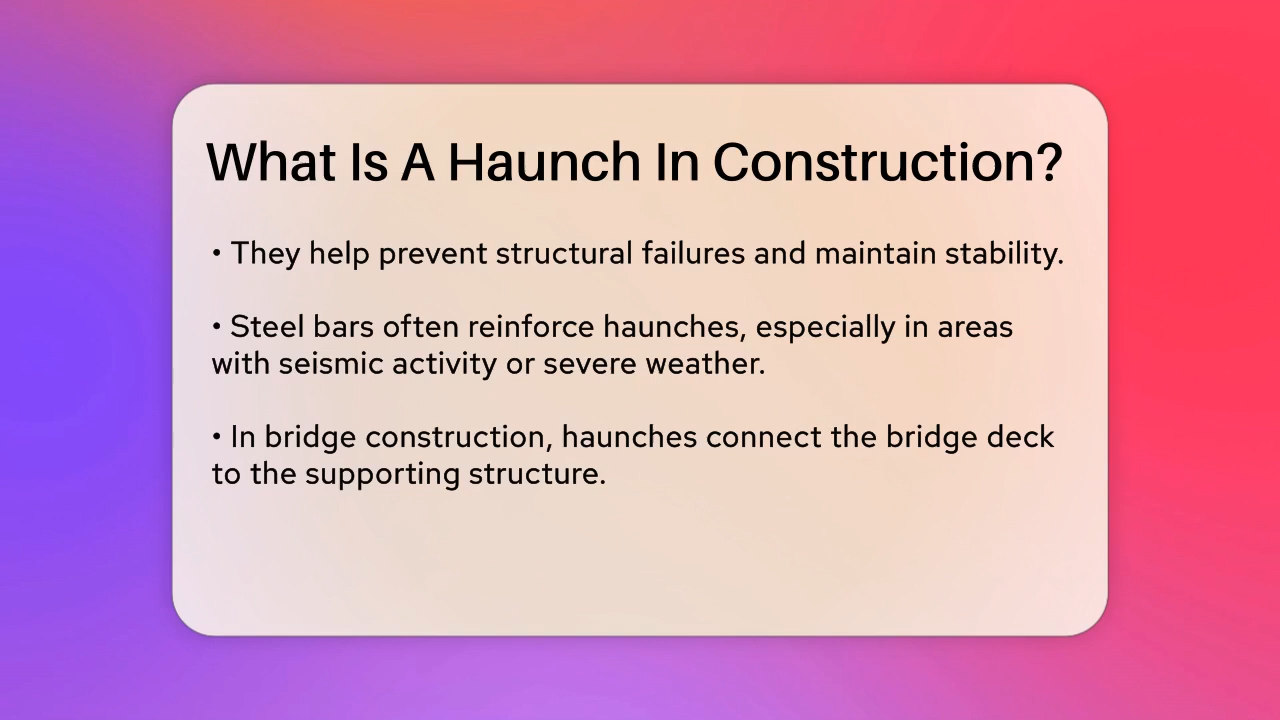 What Is A Haunch In Construction?
• They help prevent structural failures and maintain stability.
• Steel bars often reinforce haunches, especially in areas
with seismic activity or severe weather.
• In bridge construction, haunches connect the bridge deck
to the supporting structure.